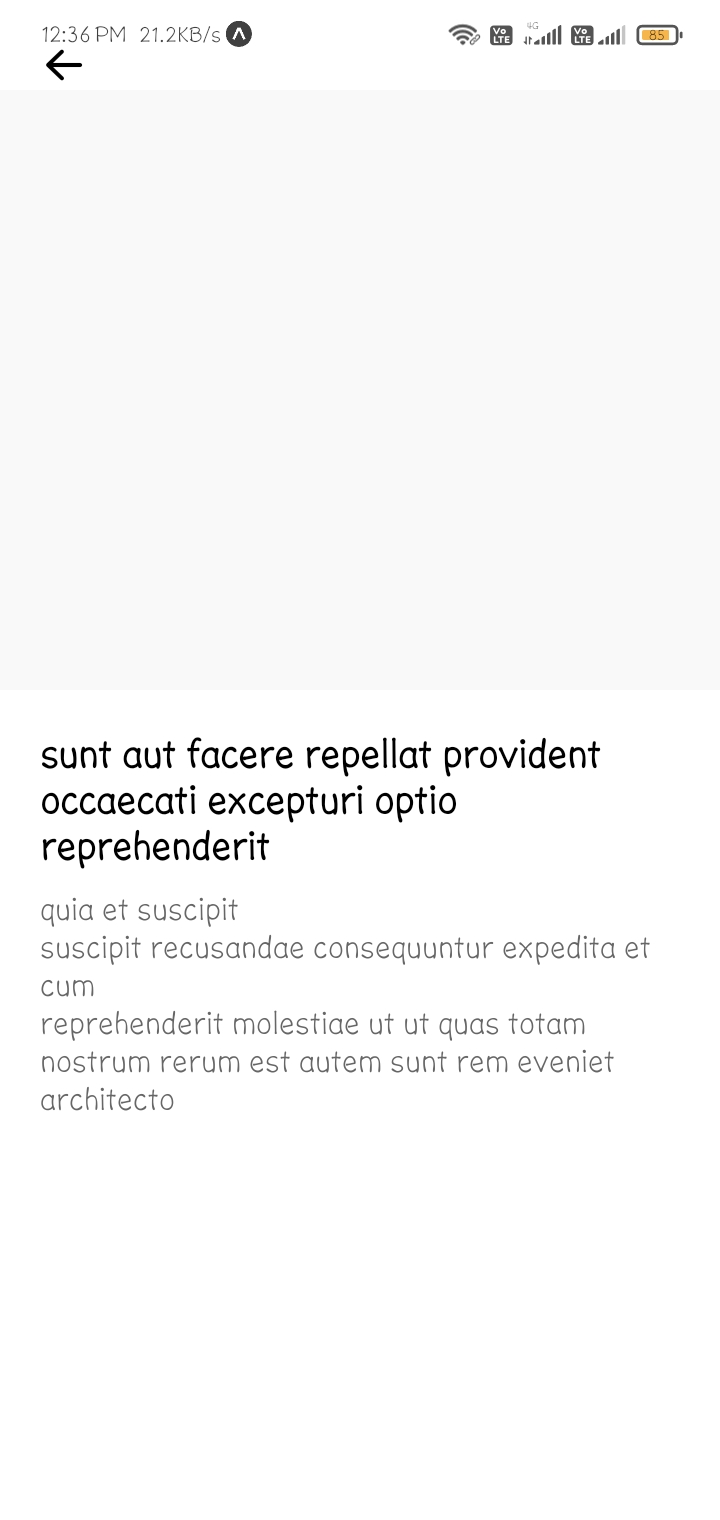 12:36 PM 21.2KB/s Vo LTE 4G Vo LTE 85
sunt aut facere repellat provident
occaecati excepturi optio
reprehenderit
quia et suscipit
suscipit recusandae consequuntur expedita et
cum
reprehenderit molestiae ut ut quas totam
nostrum rerum est autem sunt rem eveniet
architecto